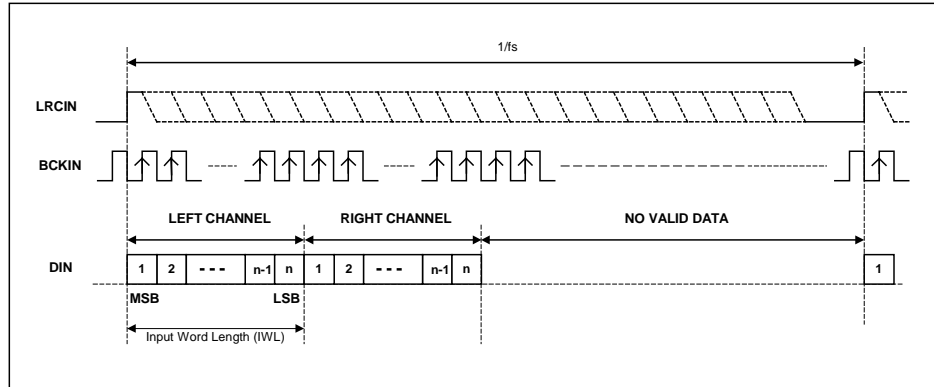 1/fs
LRCIN
BCKIN
LEFT CHANNEL RIGHT CHANNEL NO VALID DATA
DIN 1 2 --- n-1 n 1 2 --- n-1 n 1
MSB LSB
Input Word Length (IWL)